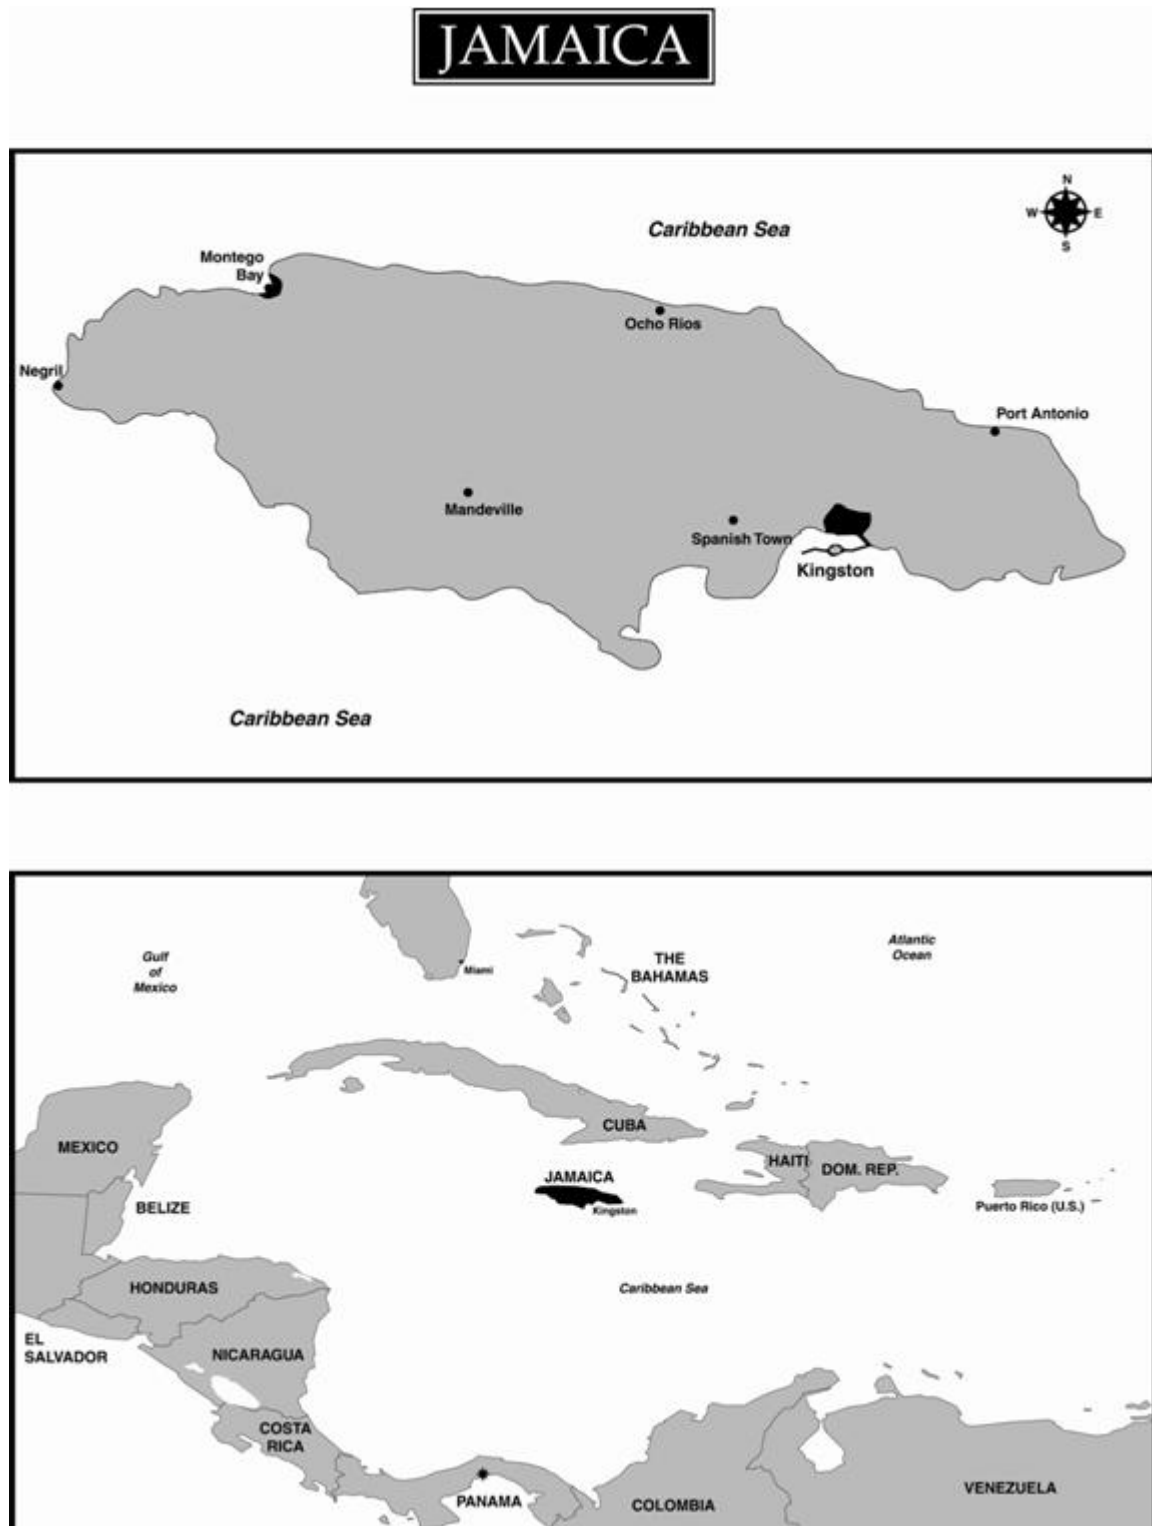 JAMAICA
N
W E
S
Caribbean Sea
Montego
Bay
Ocho Rios
Negril
Port Antonio
Mandeville
Spanish Town
Kingston
Caribbean Sea
Gulf
of
Mexico
Miami
THE
BAHAMAS
Atlantic
Ocean
CUBA
MEXICO
HAITI
DOM. REP.
JAMAICA
Kingston
Puerto Rico (U.S.)
BELIZE
HONDURAS
Caribbean Sea
EL
SALVADOR
NICARAGUA
COSTA
RICA
PANAMA
COLOMBIA
VENEZUELA